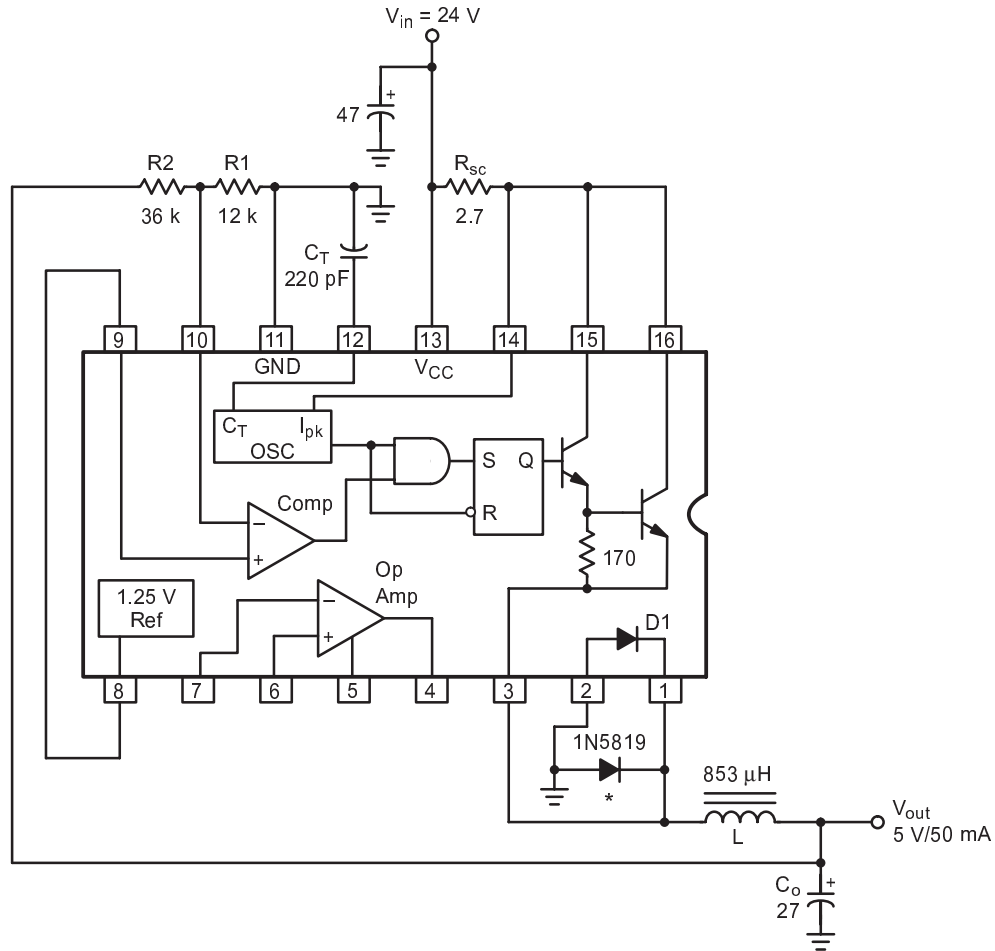 V_in = 24 V
+
47
R2
R1
R_sc
36 k
12 k
2.7
C_T
220 pF
9
10
11
12
13
14
15
16
GND
V_CC
C_T
I_pk
OSC
S
Q
R
Comp
−
+
170
1.25 V
Ref
Op
Amp
−
+
D1
8
7
6
5
4
3
2
1
1N5819
*
853 µH
L
V_out
5 V/50 mA
C_o
27
+